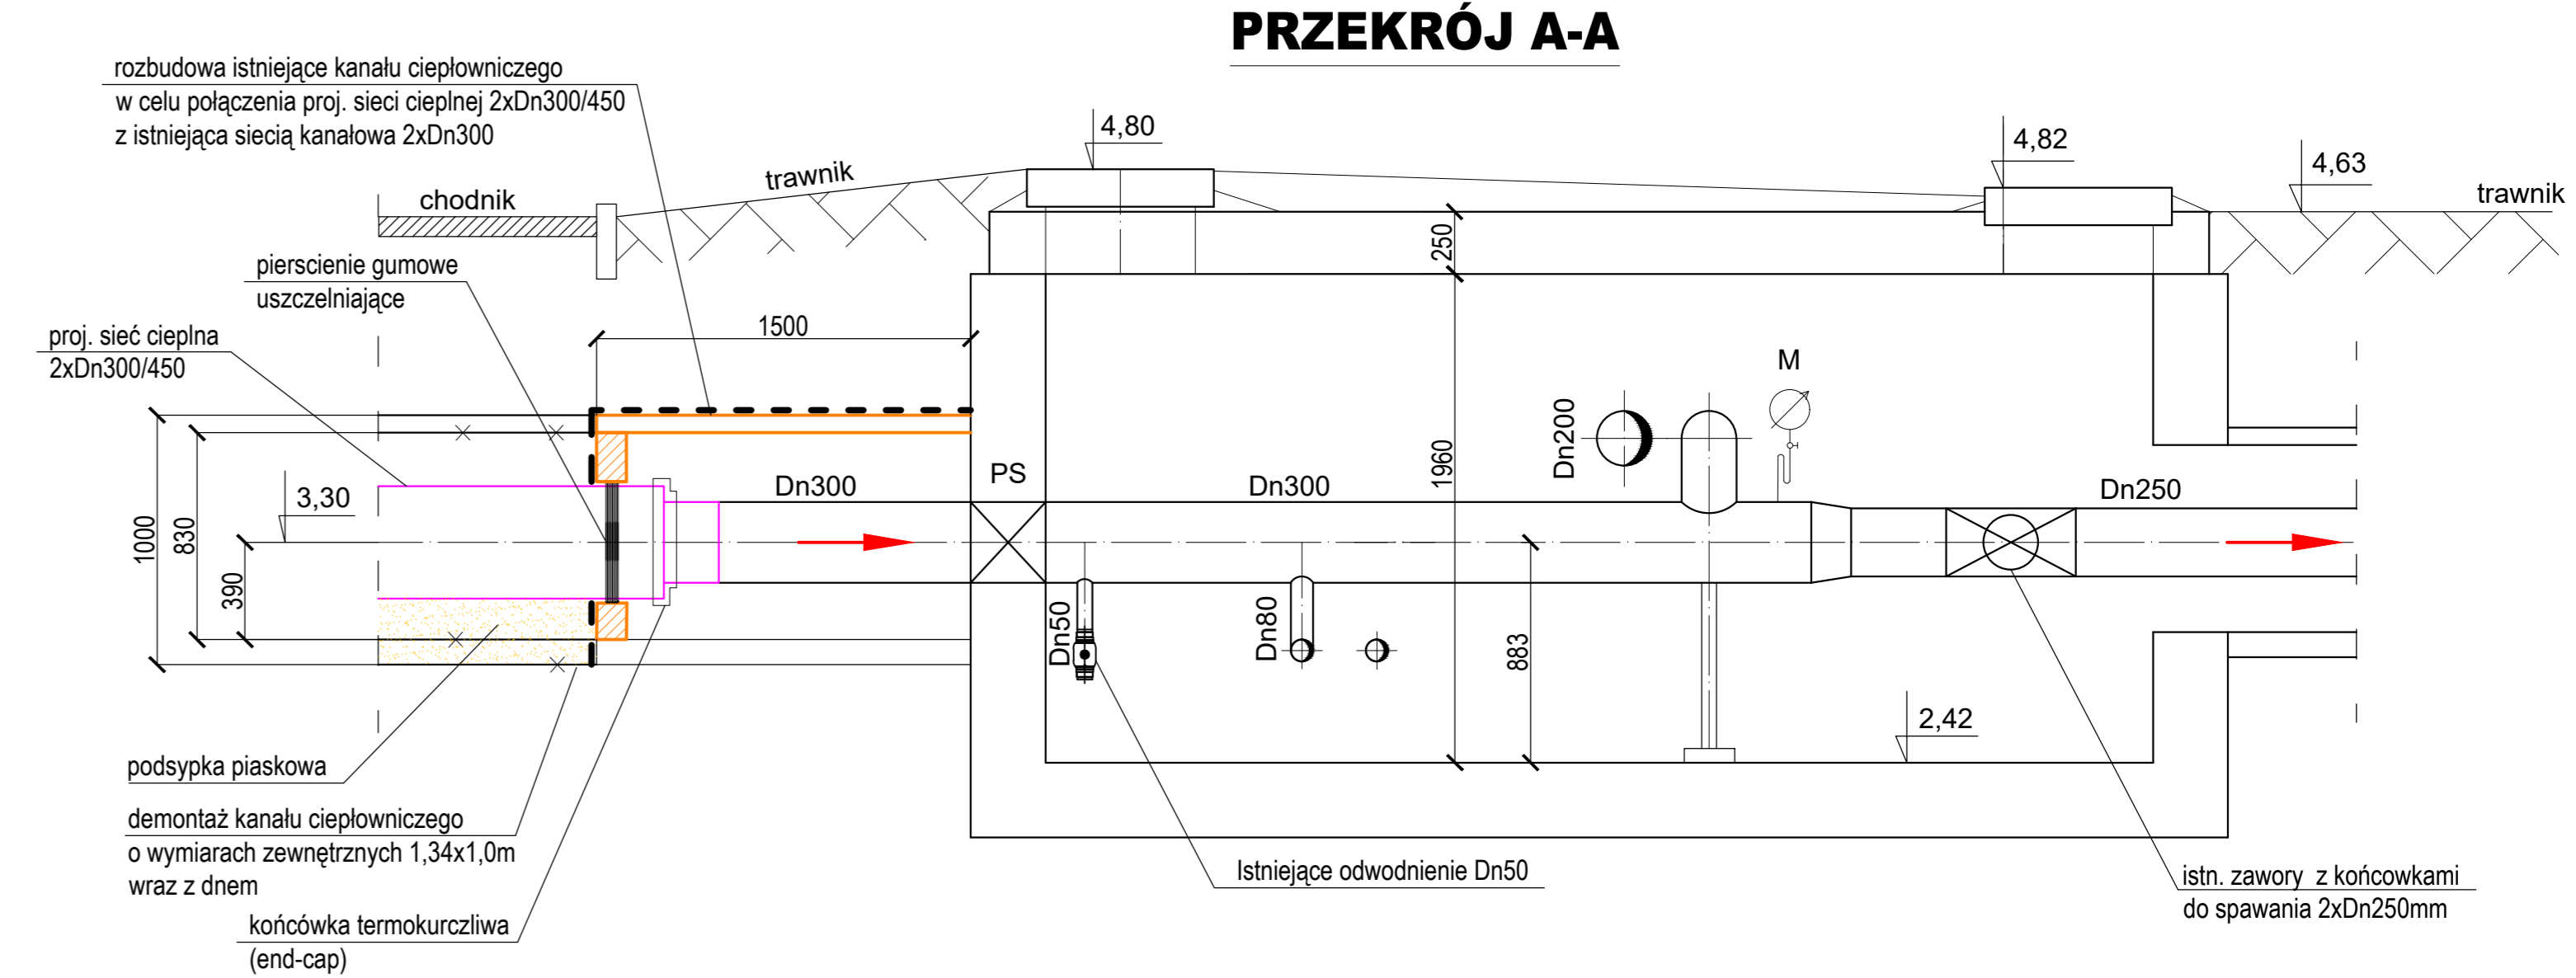 PRZEKRÓJ A-A
rozbudowa istniejące kanału ciepłowniczego
w celu połączenia proj. sieci cieplnej 2xDn300/450
z istniejąca siecią kanałowa 2xDn300
4,80
4,82
4,63
trawnik
trawnik
chodnik
250
pierscienie gumowe
uszczelniające
1500
proj. sieć cieplna
2xDn300/450
M
Dn200
1960
PS
Dn300
Dn300
Dn250
3,30
1000
830
390
Dn50
Dn80
883
2,42
podsypka piaskowa
demontaż kanału ciepłowniczego
o wymiarach zewnętrznych 1,34x1,0m
wraz z dnem
Istniejące odwodnienie Dn50
istn. zawory z końcowkami
do spawania 2xDn250mm
końcówka termokurczliwa
(end-cap)